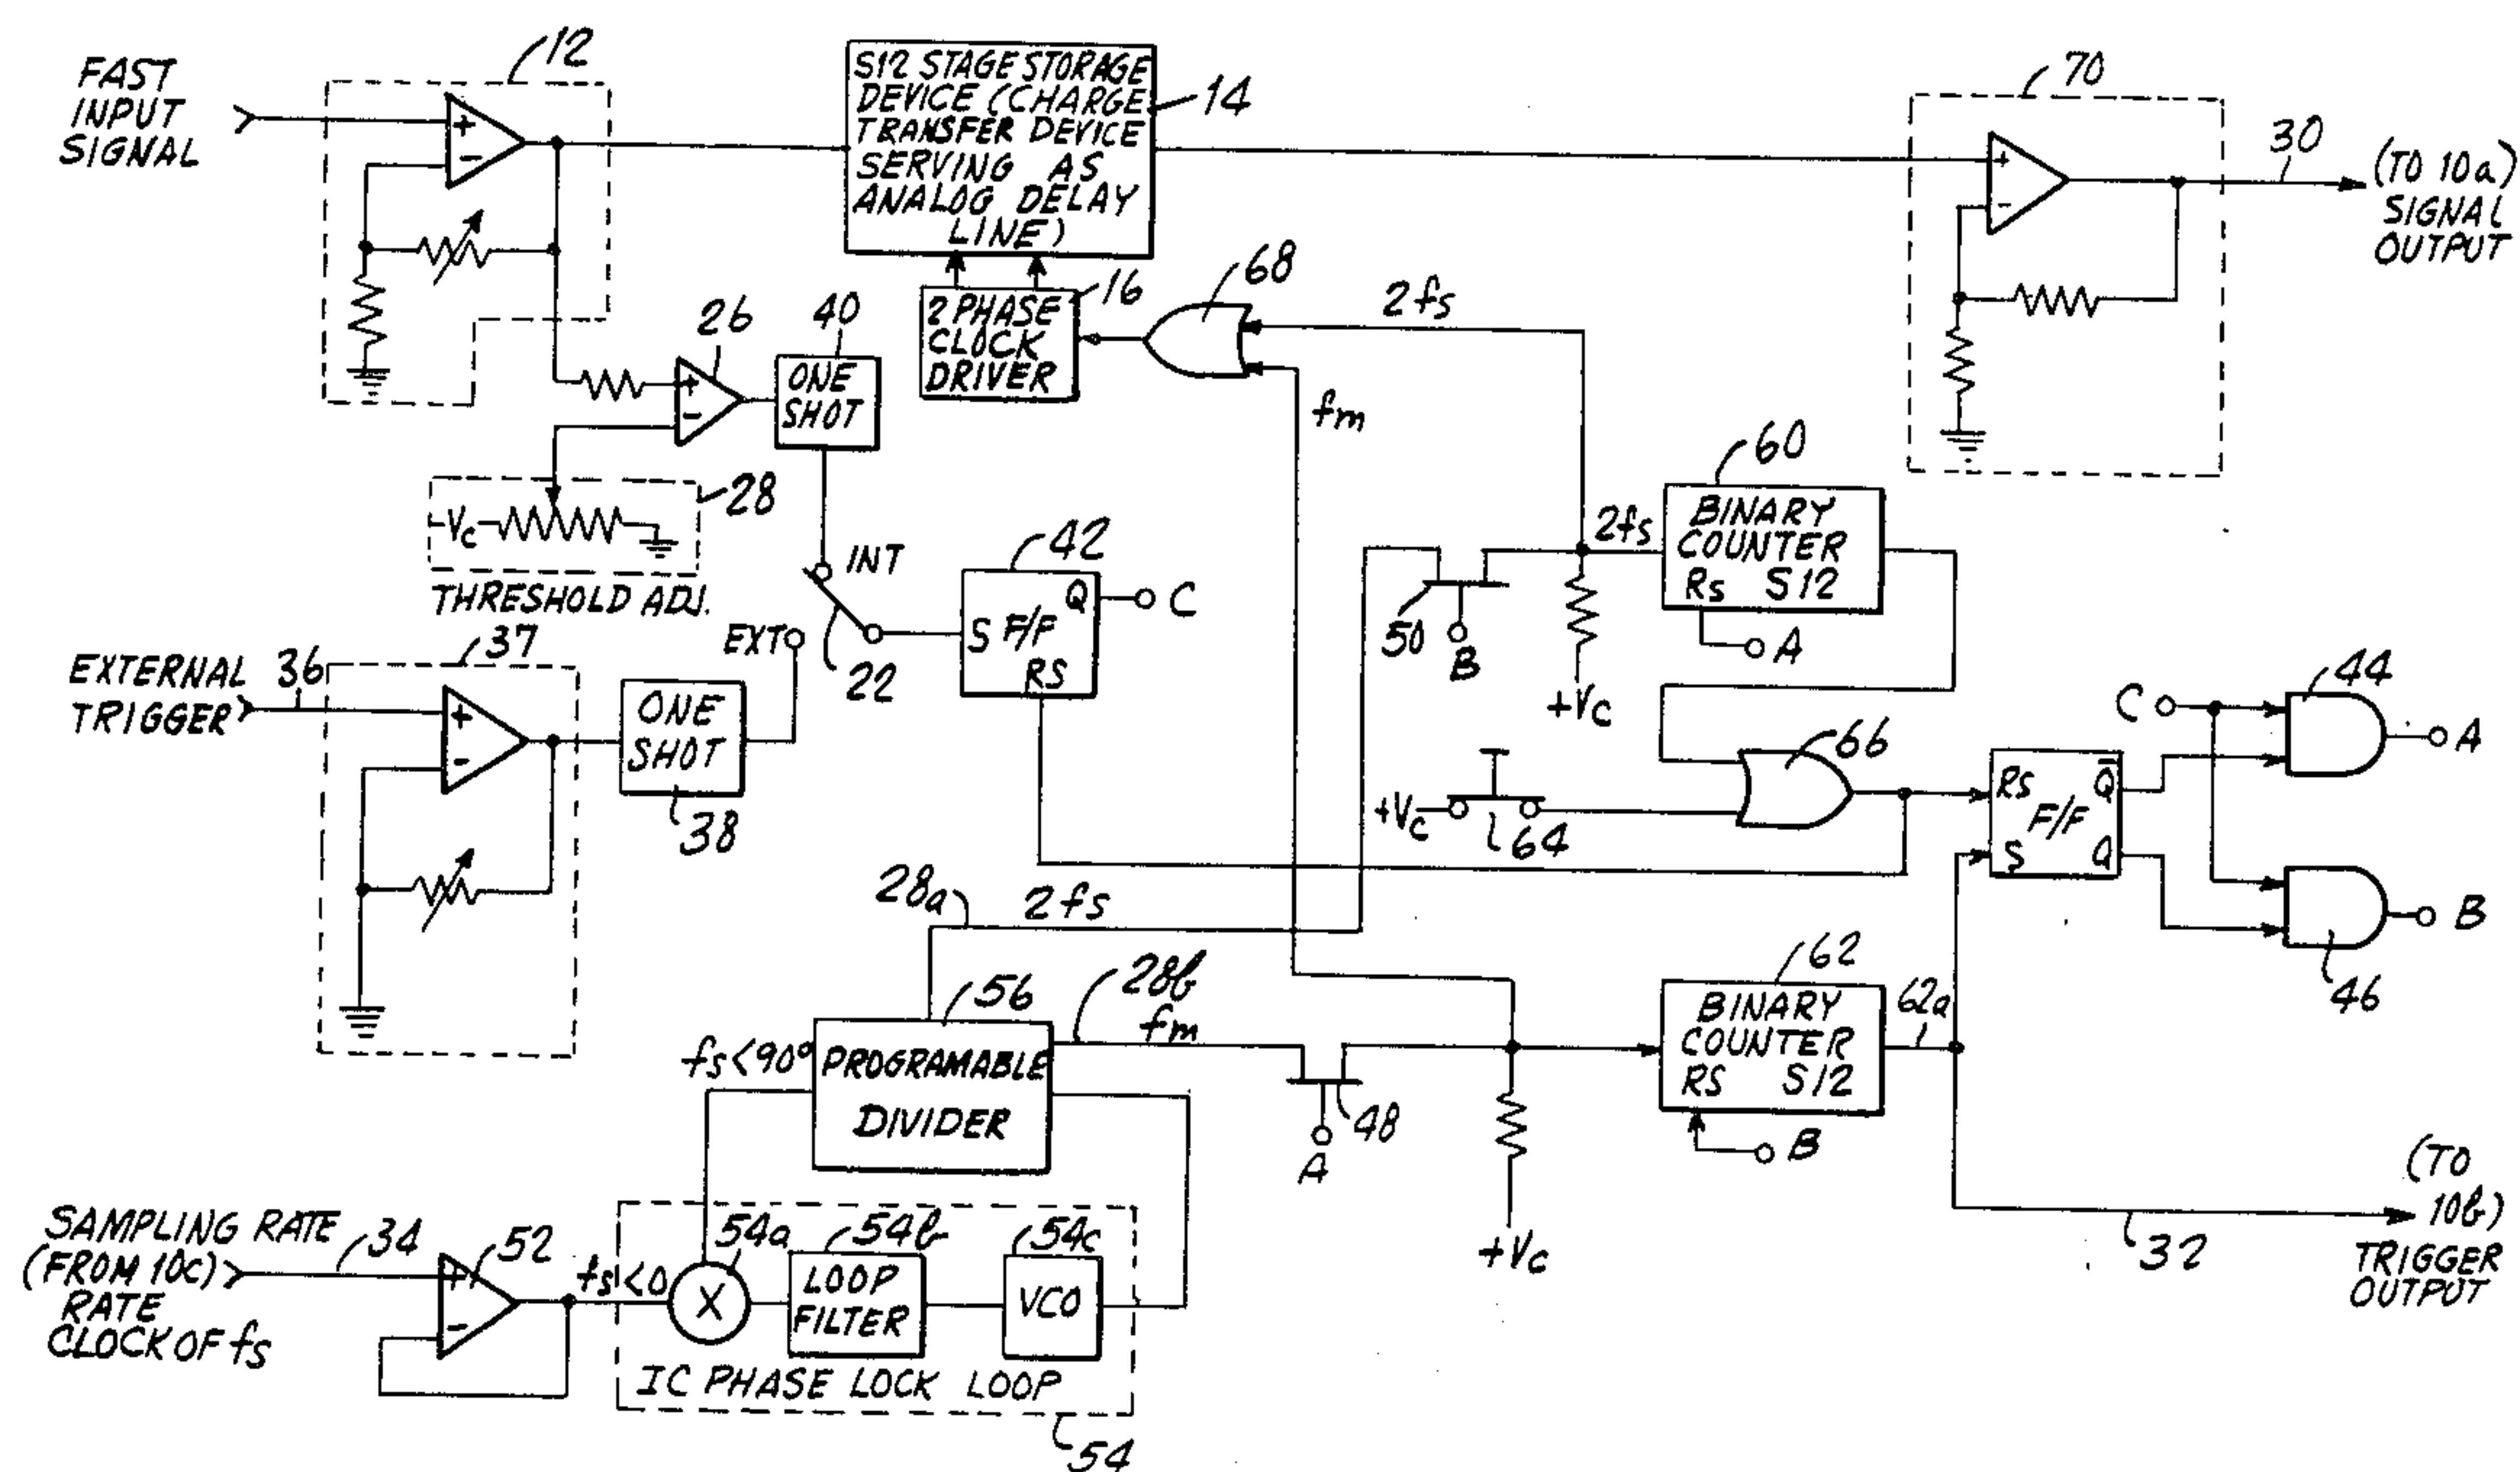 FAST
INPUT
SIGNAL
12
+
-
512 STAGE STORAGE
DEVICE (CHARGE
TRANSFER DEVICE
SERVING AS
ANALOG DELAY
LINE)
14
70
+
-
30
(TO 10a)
SIGNAL
OUTPUT
16
2 PHASE
CLOCK
DRIVER
68
2fs
fm
26
+
-
40
ONE
SHOT
-Vc
28
THRESHOLD ADJ.
INT
EXT
22
42
S F/F Q
RS
C
50
B
2fs
60
BINARY
COUNTER
Rs 512
A
+Vc
EXTERNAL
TRIGGER
36
37
+
-
ONE
SHOT
38
+Vc
64
66
Rs Q̅
F/F
S Q
C
44
A
B
46
28a
2fs
56
28b
fm
fs<90°
PROGRAMABLE
DIVIDER
A
48
+Vc
62
BINARY
COUNTER
RS 512
B
62a
(TO
10b)
TRIGGER
OUTPUT
32
SAMPLING RATE
(FROM 10c)
RATE
CLOCK OF fs
34
+
-
52
fs<0
54a
X
54b
LOOP
FILTER
54c
VCO
IC PHASE LOCK LOOP
54